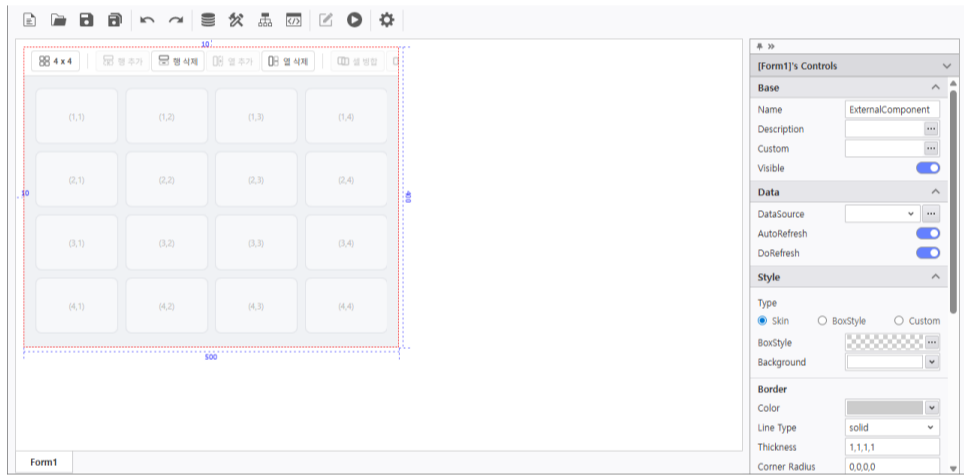 10
4 x 4 행 추가 행 삭제 열 추가 열 삭제 셀 병합
(1,1) (1,2) (1,3) (1,4)
(2,1) (2,2) (2,3) (2,4)
10
400
(3,1) (3,2) (3,3) (3,4)
(4,1) (4,2) (4,3) (4,4)
500
Form1
[Form1]'s Controls
Base
Name ExternalComponent
Description
Custom
Visible
Data
DataSource
AutoRefresh
DoRefresh
Style
Type
Skin BoxStyle Custom
BoxStyle
Background
Border
Color
Line Type solid
Thickness 1,1,1,1
Corner Radius 0,0,0,0